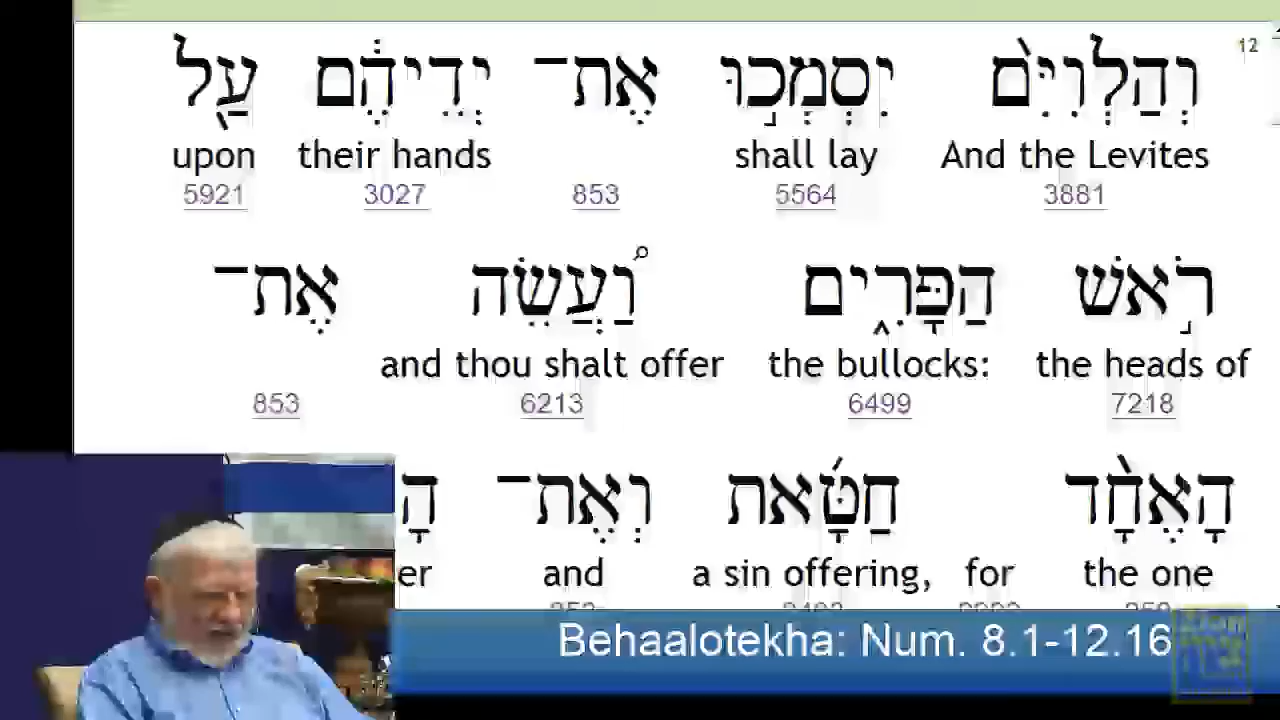 12
וְהַלְוִיִּ֔ם יִסְמְכ֣וּ אֶת־ יְדֵיהֶ֔ם עַ֖ל
upon their hands shall lay And the Levites
5921 3027 853 5564 3881
רֹ֣אשׁ הַפָּרִ֑ים וַ֠עֲשֵׂה אֶת־
and thou shalt offer the bullocks: the heads of
853 6213 6499 7218
הָאֶחָ֨ד חַטָּ֜את וְאֶת־ הָ
er and a sin offering, for the one
Behaalotekha: Num. 8.1-12.16